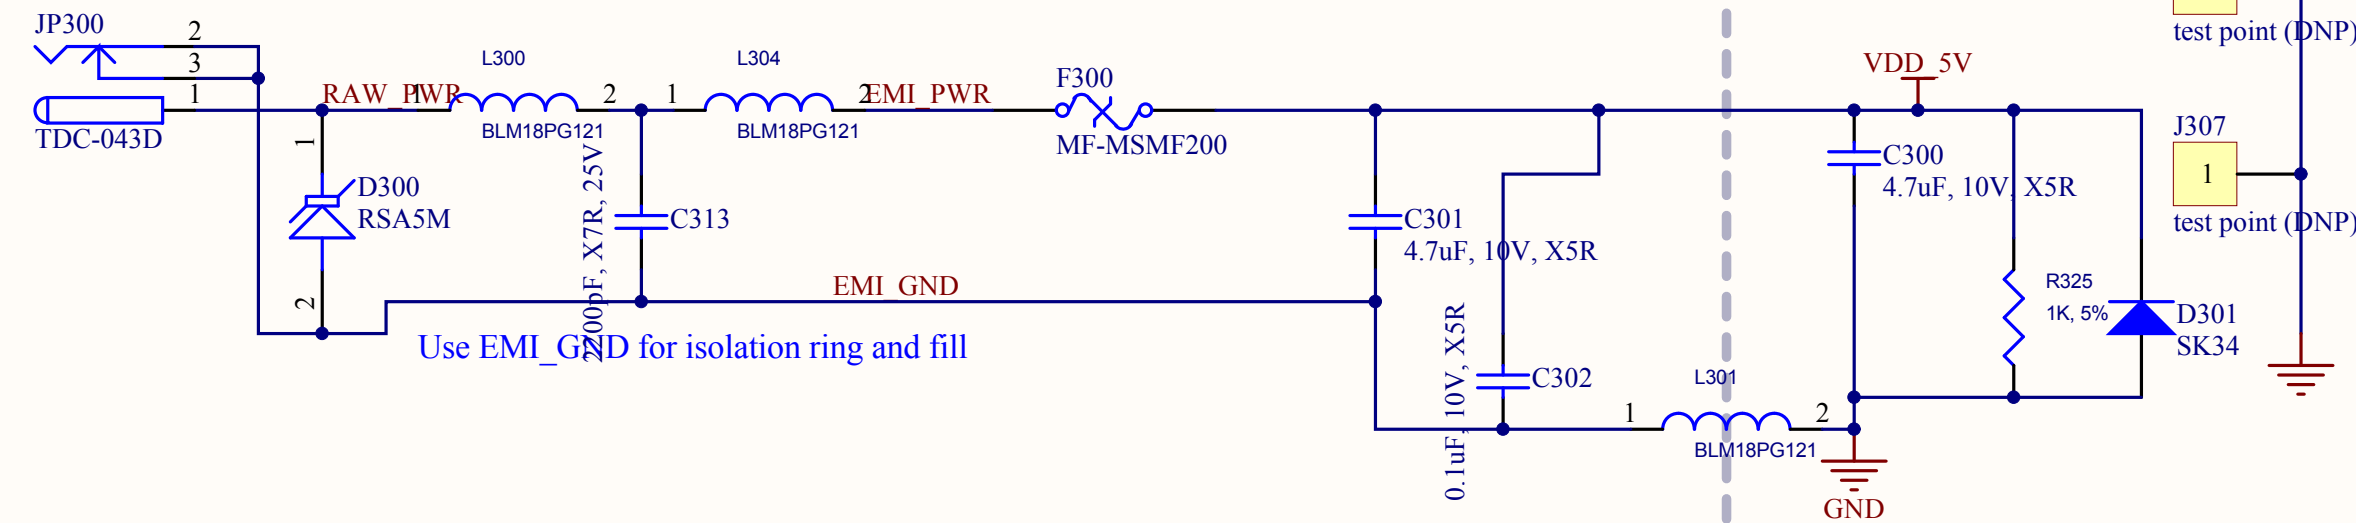 JP300
2
3
1
TDC-043D
RAW_PWR
1
L300
2
BLM18PG121
1
L304
2
BLM18PG121
EMI_PWR
F300
MF-MSMF200
VDD_5V
test point (DNP)
J307
1
test point (DNP)
1
D300
RSA5M
2
2200pF, X7R, 25V
C313
C301
4.7uF, 10V, X5R
C300
4.7uF, 10V, X5R
EMI_GND
Use EMI_GND for isolation ring and fill
0.1uF, 10V, X5R
C302
1
L301
2
BLM18PG121
R325
1K, 5%
D301
SK34
GND